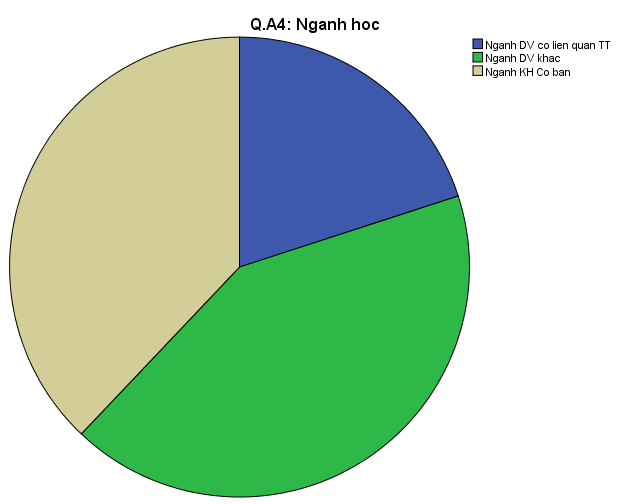 Q.A4: Nganh hoc
Nganh DV co lien quan TT
Nganh DV khac
Nganh KH Co ban